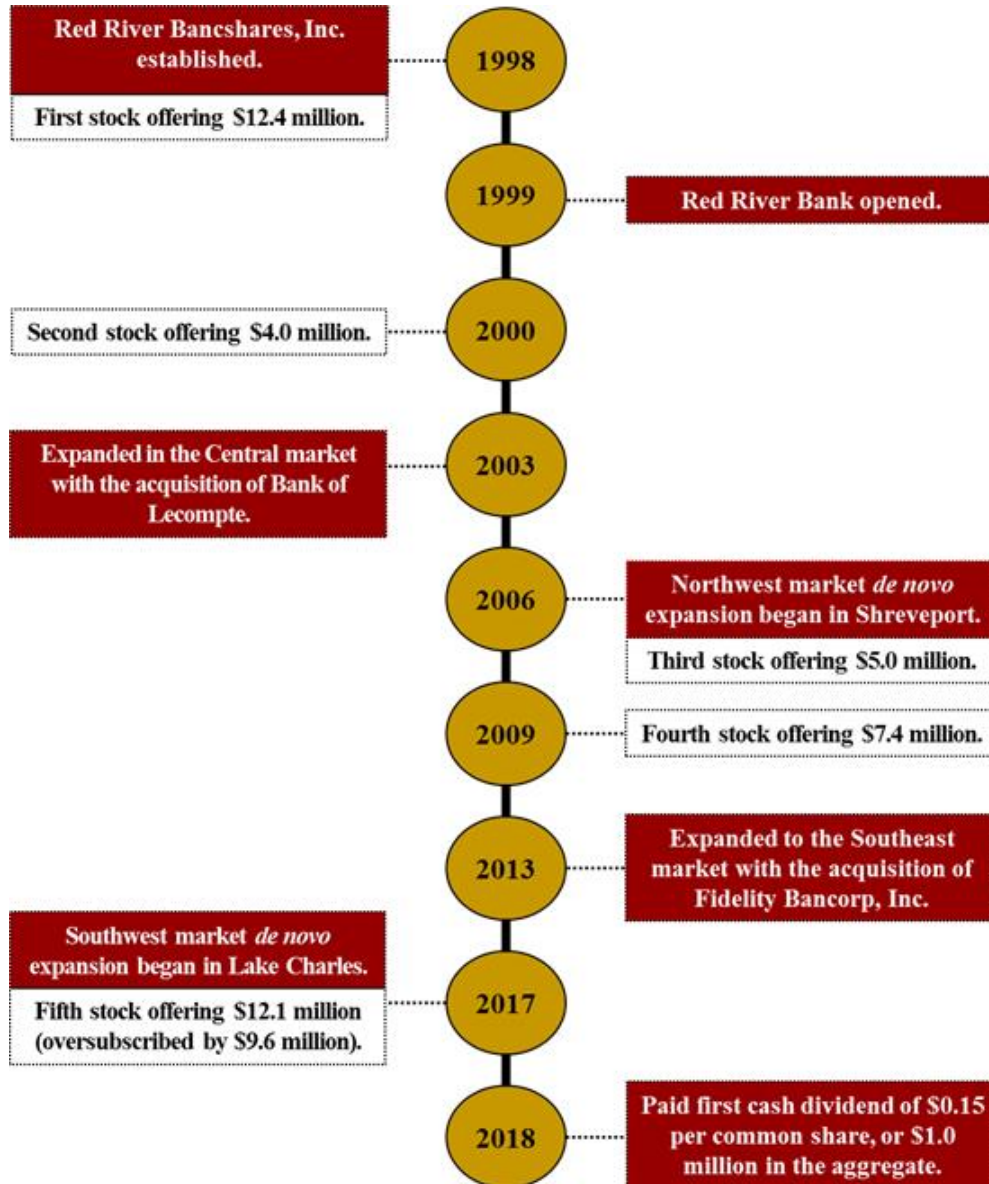 Red River Bancshares, Inc.
established.
First stock offering $12.4 million.
1998
1999
Red River Bank opened.
Second stock offering $4.0 million.
2000
Expanded in the Central market
with the acquisition of Bank of
Lecompte.
2003
2006
Northwest market de novo
expansion began in Shreveport.
Third stock offering $5.0 million.
2009
Fourth stock offering $7.4 million.
2013
Expanded to the Southeast
market with the acquisition of
Fidelity Bancorp, Inc.
Southwest market de novo
expansion began in Lake Charles.
Fifth stock offering $12.1 million
(oversubscribed by $9.6 million).
2017
2018
Paid first cash dividend of $0.15
per common share, or $1.0
million in the aggregate.